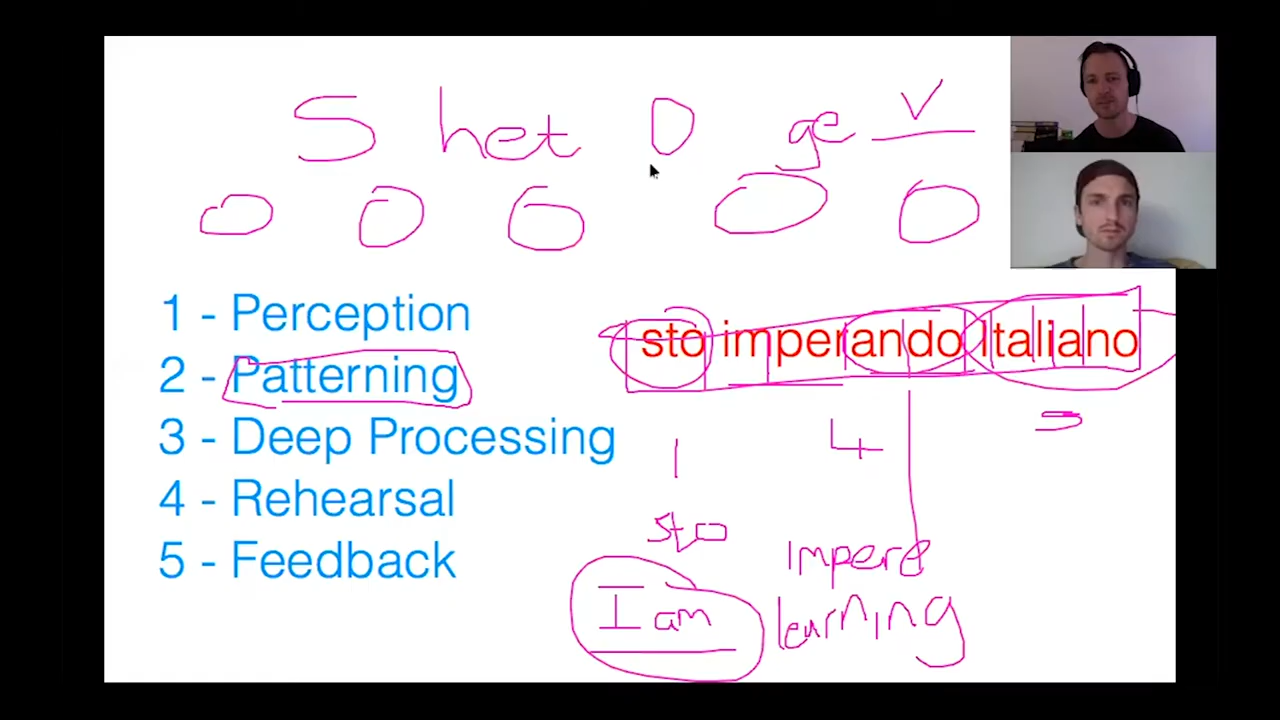 S het O ge V
1 - Perception
2 - Patterning
3 - Deep Processing
4 - Rehearsal
5 - Feedback
sto imperando Italiano
1 4 5
sto impere
I am learning